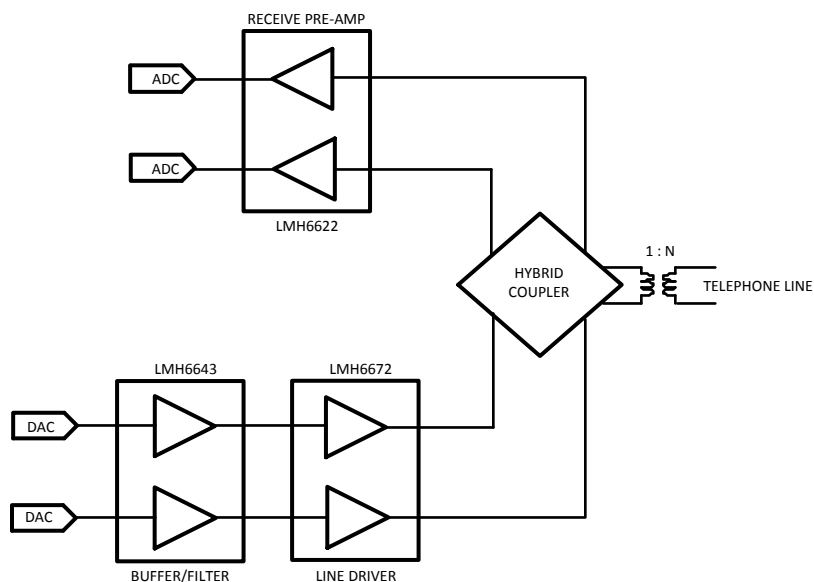 RECEIVE PRE-AMP
ADC
ADC
LMH6622
1 : N
HYBRID
COUPLER
TELEPHONE LINE
LMH6643
LMH6672
DAC
DAC
BUFFER/FILTER
LINE DRIVER